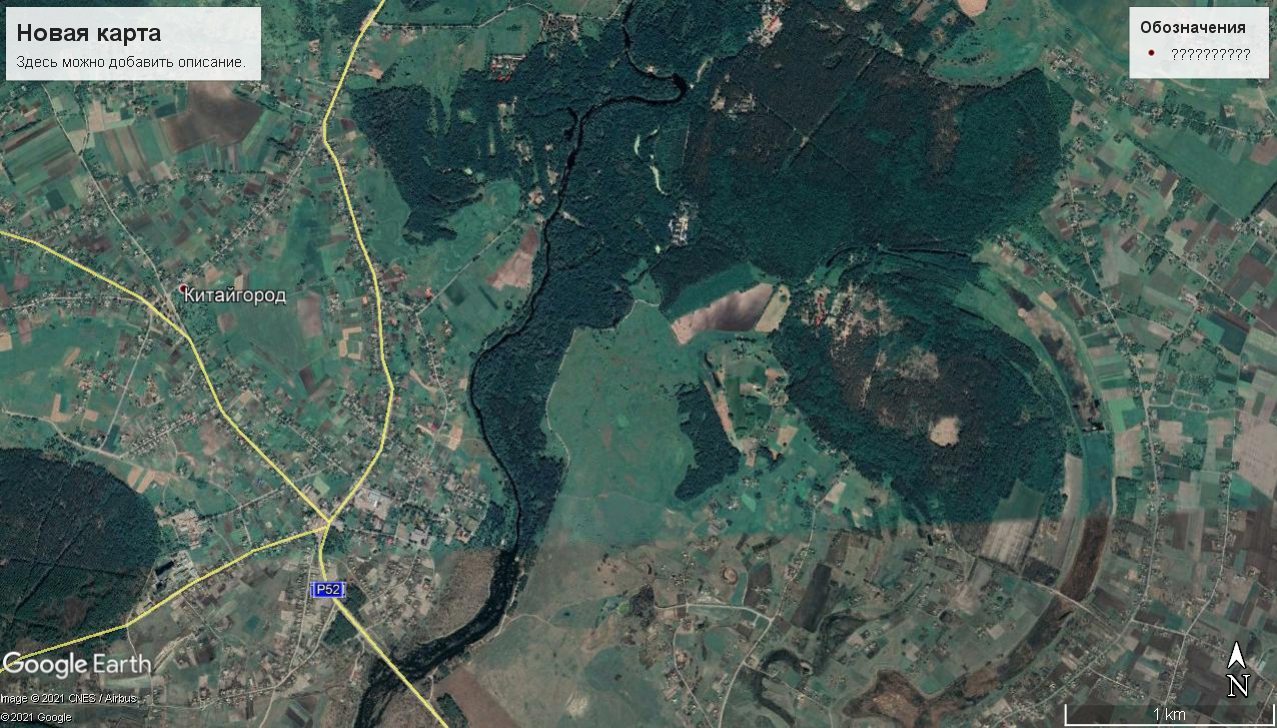 Новая карта
Здесь можно добавить описание.
Обозначения
??????????
Китайгород
P52
Google Earth
Image © 2021 CNES / Airbus
© 2021 Google
N
1 km